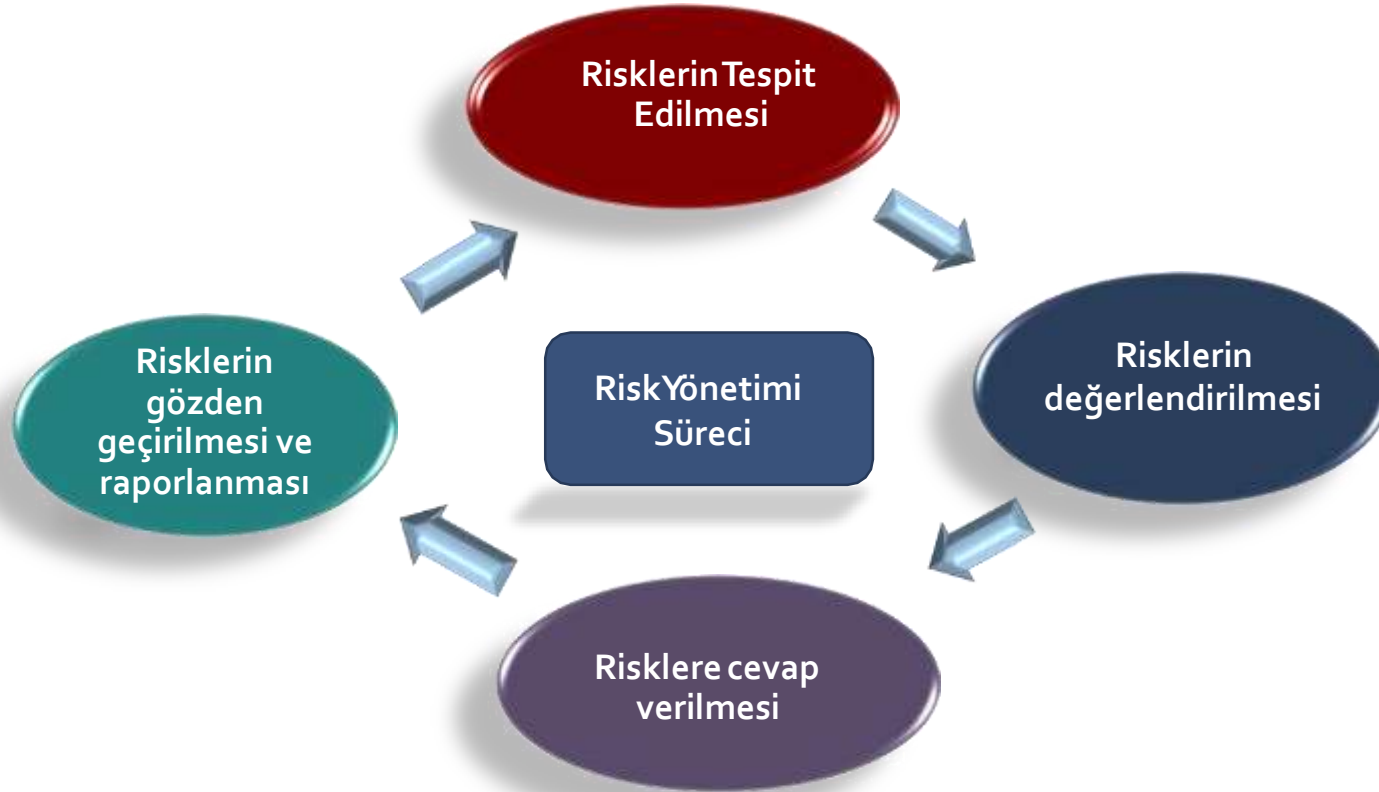 Risklerin Tespit
Edilmesi
Risklerin
değerlendirilmesi
Risklere cevap
verilmesi
Risklerin
gözden
geçirilmesi ve
raporlanması
Risk Yönetimi
Süreci